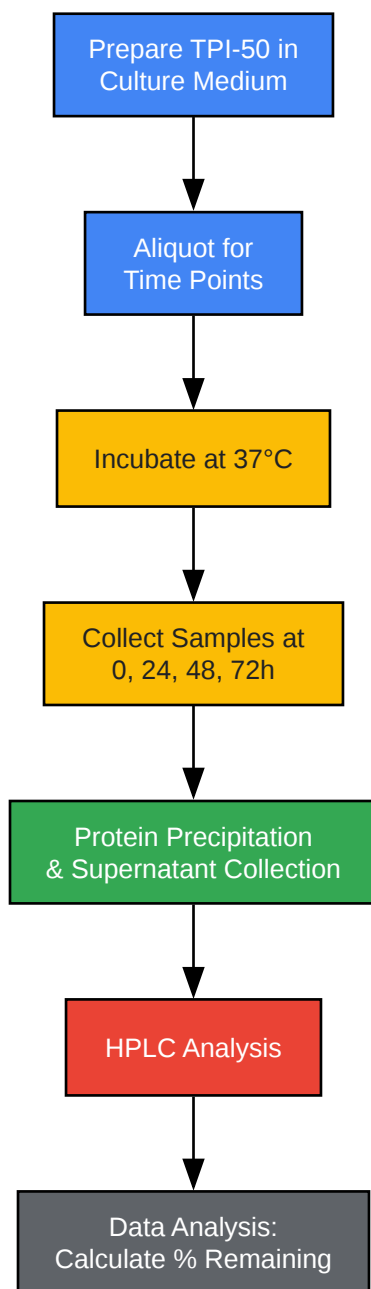 Prepare TPI-50 in
Culture Medium
Aliquot for
Time Points
Incubate at 37°C
Collect Samples at
0, 24, 48, 72h
Protein Precipitation
& Supernatant Collection
HPLC Analysis
Data Analysis:
Calculate % Remaining